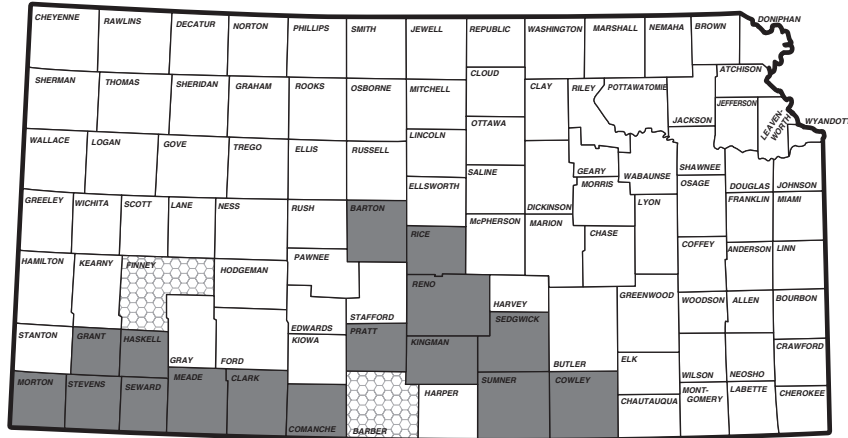 CHEYENNE RAWLINS DECATUR NORTON PHILLIPS SMITH JEWELL REPUBLIC WASHINGTON MARSHALL NEMAHA BROWN DONIPHAN
ATCHISON
CLOUD
SHERMAN THOMAS SHERIDAN GRAHAM ROOKS OSBORNE MITCHELL CLAY RILEY POTTAWATOMIE
JEFFERSON
JACKSON LEAVEN-
WORTH
WYANDOTT
OTTAWA
LINCOLN
WALLACE LOGAN GOVE TREGO ELLIS RUSSELL
SALINE GEARY WABAUNSE SHAWNEE
ELLSWORTH MORRIS OSAGE DOUGLAS JOHNSON
GREELEY WICHITA SCOTT LANE NESS RUSH BARTON DICKINSON LYON FRANKLIN MIAMI
McPHERSON MARION
RICE CHASE
COFFEY ANDERSON LINN
HAMILTON KEARNY FINNEY HODGEMAN PAWNEE
RENO GREENWOOD WOODSON ALLEN BOURBON
HARVEY
STAFFORD SEDGWICK
EDWARDS
STANTON GRANT HASKELL KIOWA PRATT KINGMAN CRAWFORD
GRAY FORD BUTLER ELK
WILSON NEOSHO
MORTON STEVENS SEWARD MEADE CLARK SUMNER COWLEY
HARPER CHAUTAUQUA MONT-
GOMERY
LABETTE CHEROKEE
COMANCHE BARBER